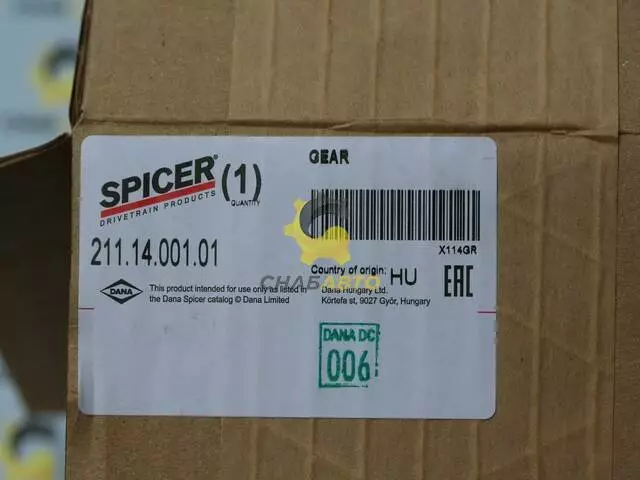 SPICER®
DRIVETRAIN PRODUCTS
(1)
QUANTITY
GEAR
211.14.001.01
X114GR
СНАБАВТО
Country of origin: HU
EAC
DANA
This product intended for use only as listed in
the Dana Spicer catalog © Dana Limited
Dana Hungary Ltd.
Körtefa st, 9027 Győr, Hungary
DANA DC
006